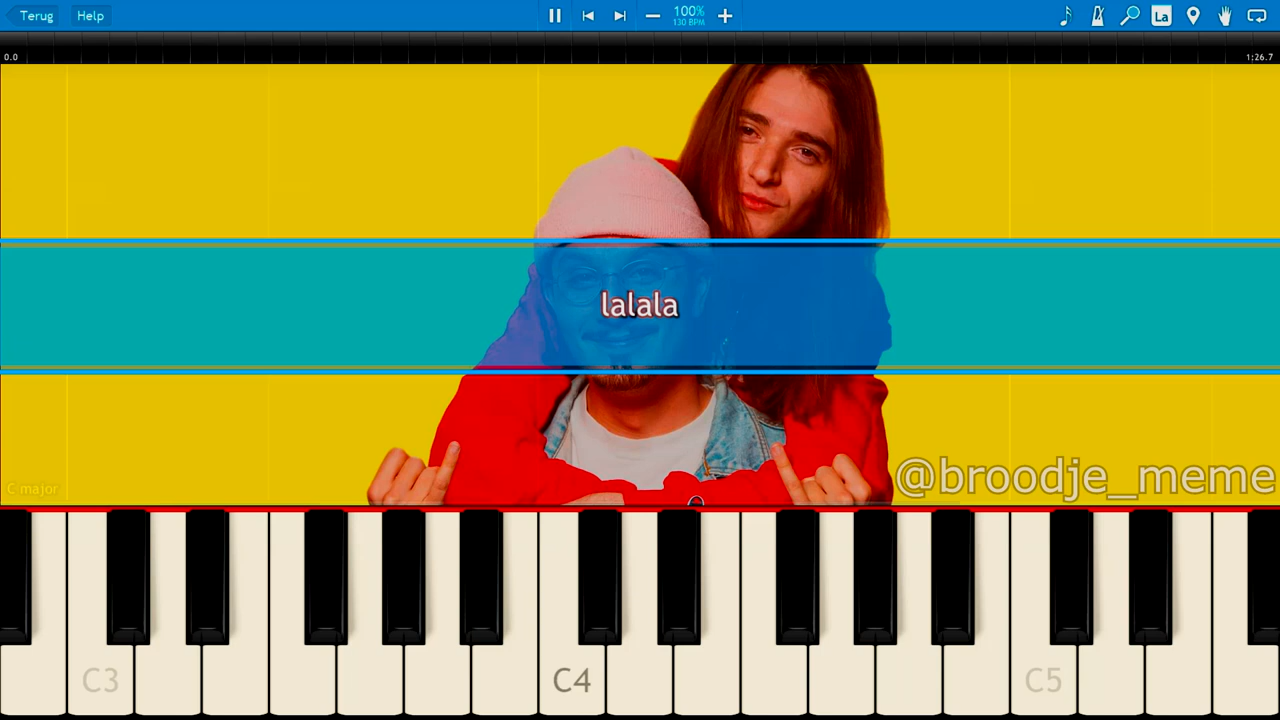 Terug Help 100% La
130 BPM
0.0 1:26.7
lalala
@broodje_meme
C major
C3 C4 C5